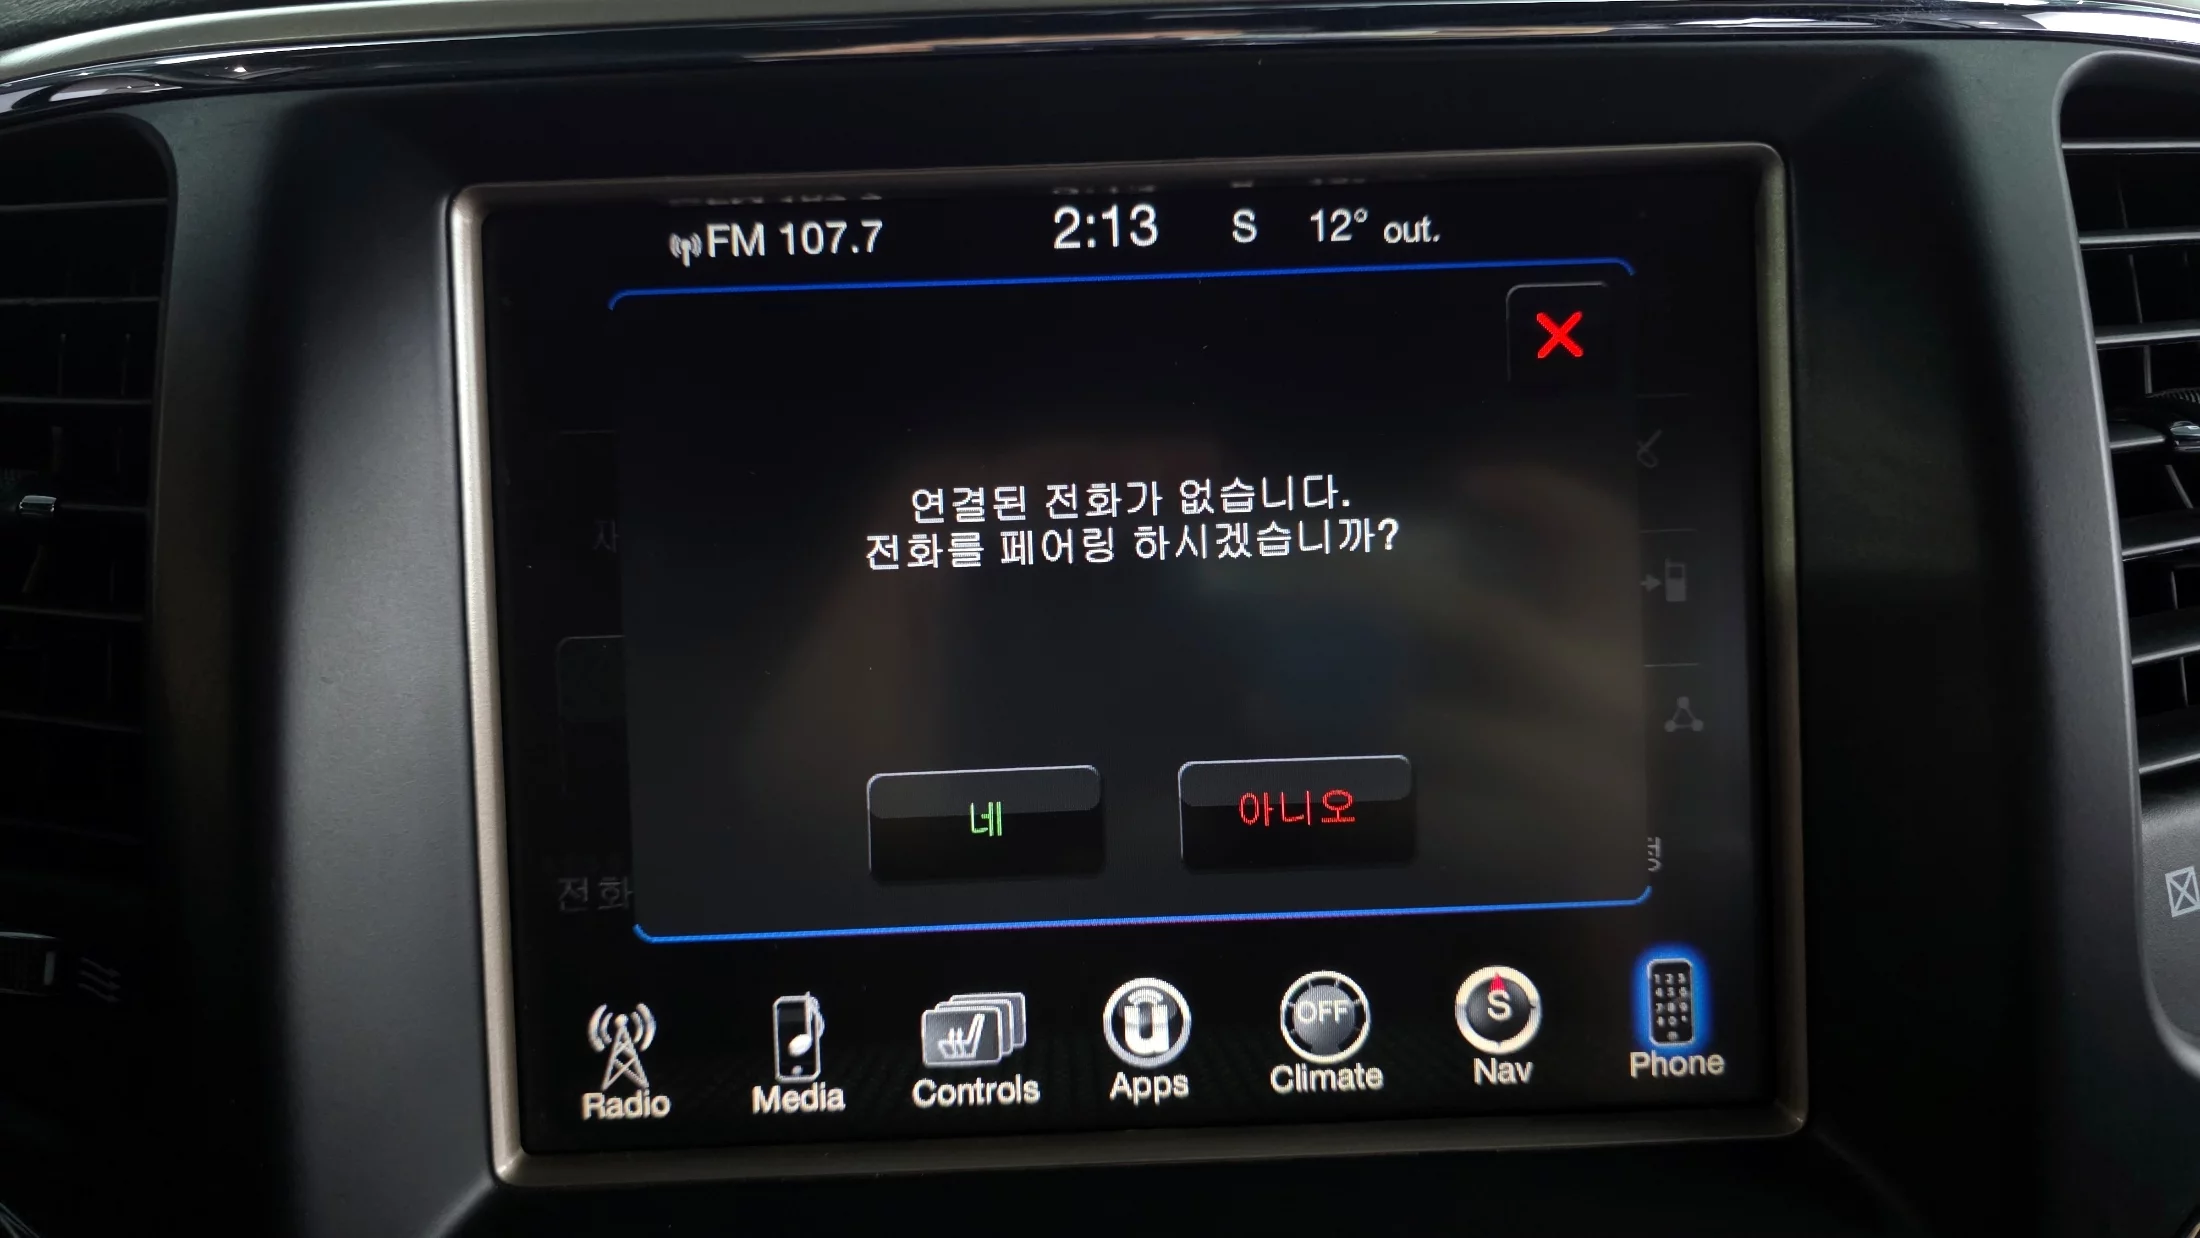 FM 107.7 2:13 S 12° out.
연결된 전화가 없습니다.
전화를 페어링 하시겠습니까?
네 아니오
전화
OFF S
Radio Media Controls Apps Climate Nav Phone